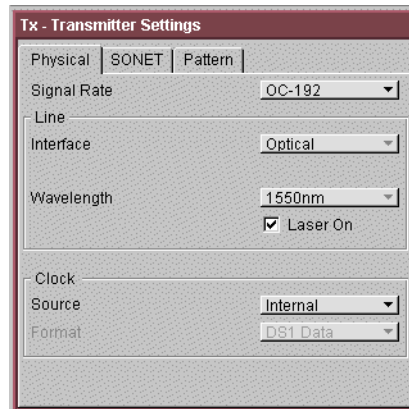 Tx - Transmitter Settings
Physical SONET Pattern
Signal Rate OC-192
Line
Interface Optical
Wavelength 1550nm
Laser On
Clock
Source Internal
Format DS1 Data